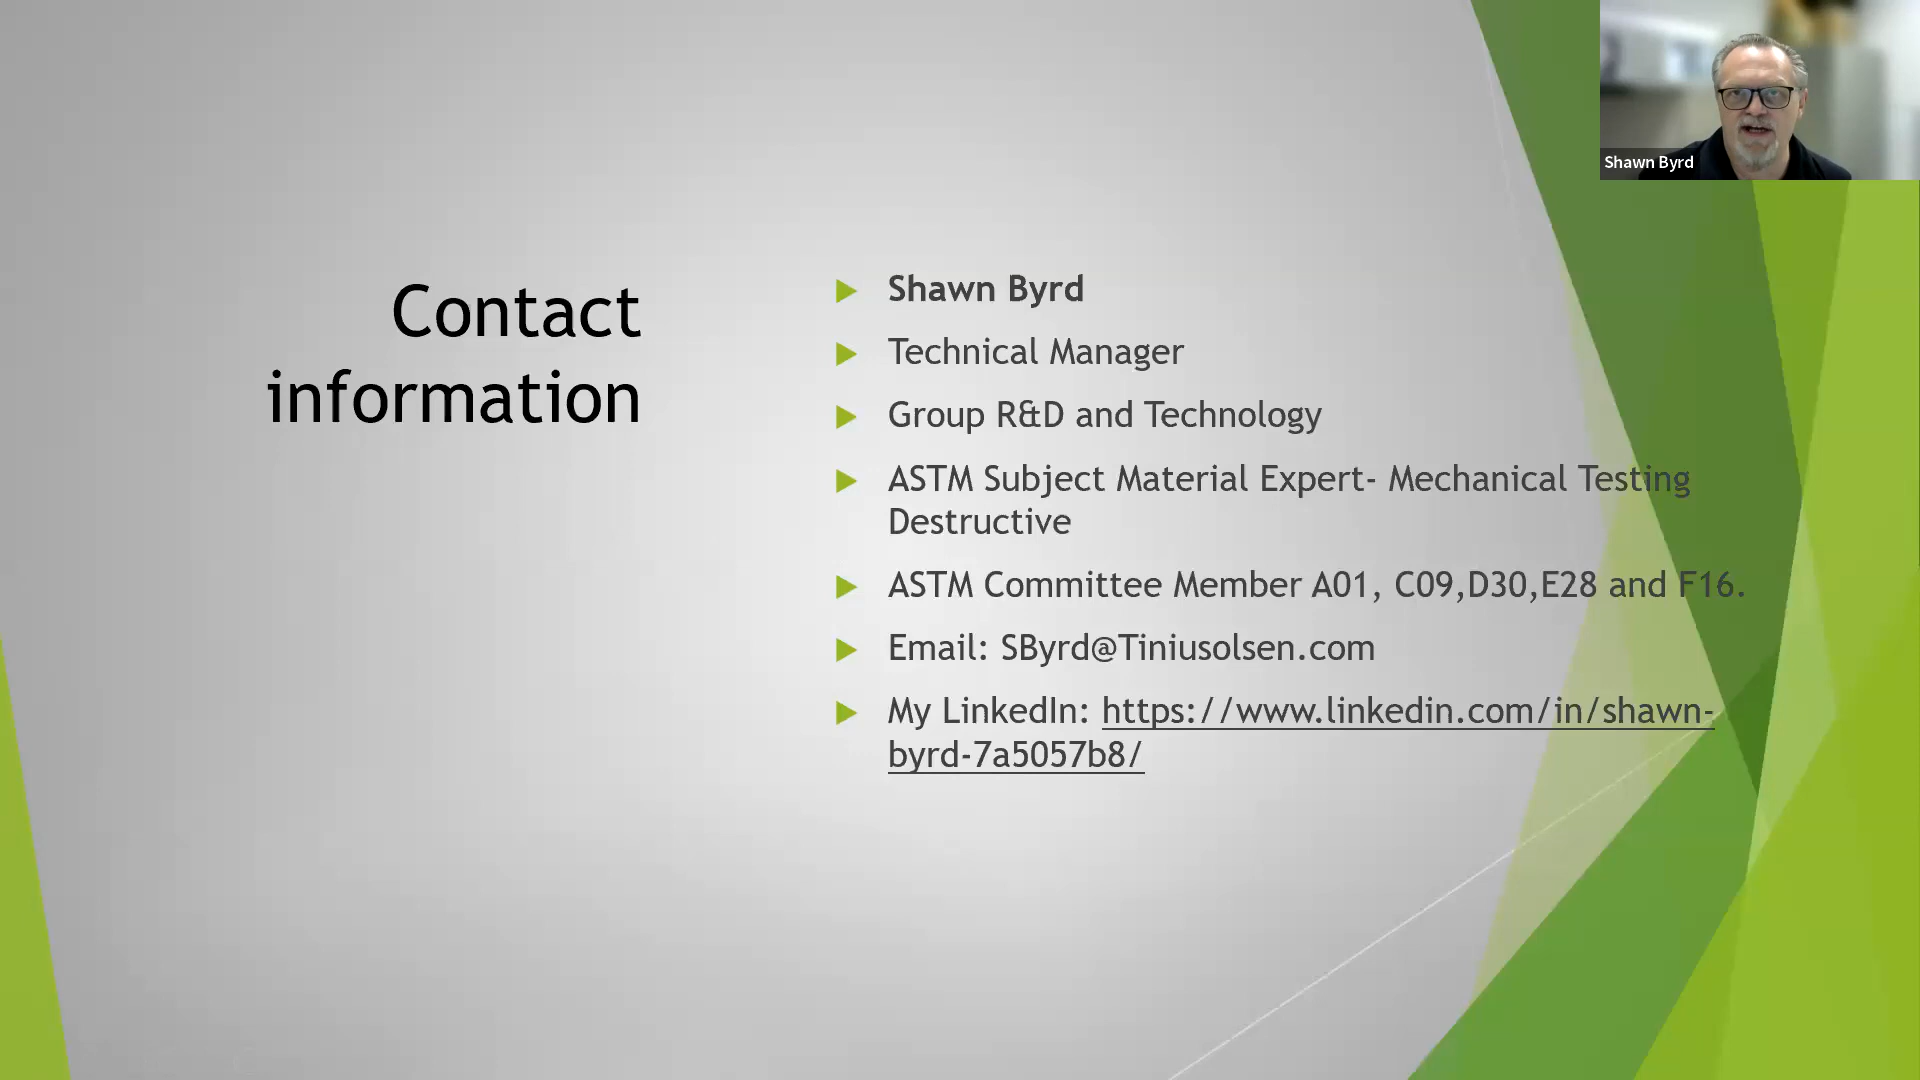 Shawn Byrd
Contact
information
Shawn Byrd
Technical Manager
Group R&D and Technology
ASTM Subject Material Expert- Mechanical Testing
Destructive
ASTM Committee Member A01, C09,D30,E28 and F16.
Email: SByrd@Tiniusolsen.com
My LinkedIn: https://www.linkedin.com/in/shawn-
byrd-7a5057b8/